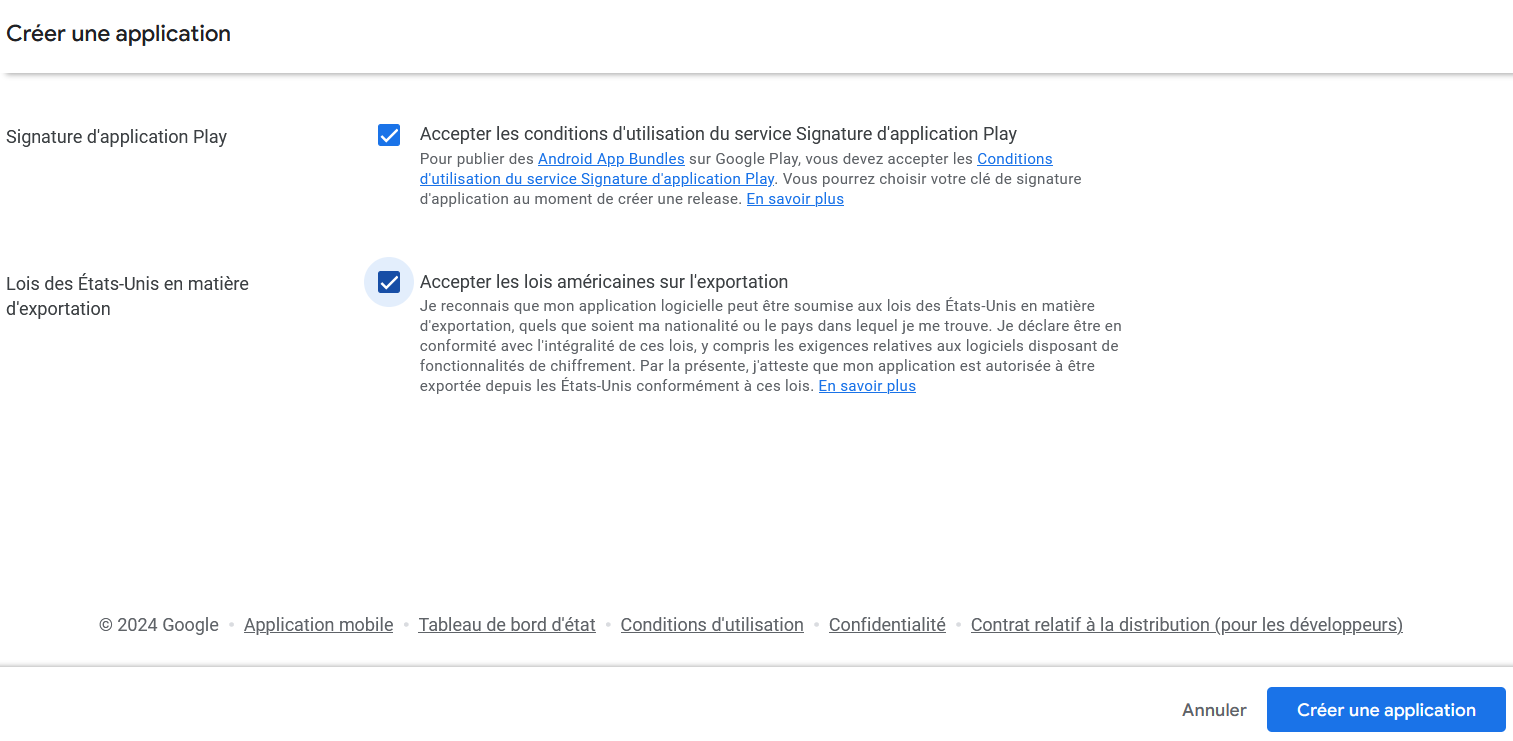 Créer une application
Signature d'application Play
Accepter les conditions d'utilisation du service Signature d'application Play
Pour publier des Android App Bundles sur Google Play, vous devez accepter les Conditions
d'utilisation du service Signature d'application Play. Vous pourrez choisir votre clé de signature
d'application au moment de créer une release. En savoir plus
Lois des États-Unis en matière
d'exportation
Accepter les lois américaines sur l'exportation
Je reconnais que mon application logicielle peut être soumise aux lois des États-Unis en matière
d'exportation, quels que soient ma nationalité ou le pays dans lequel je me trouve. Je déclare être en
conformité avec l'intégralité de ces lois, y compris les exigences relatives aux logiciels disposant de
fonctionnalités de chiffrement. Par la présente, j'atteste que mon application est autorisée à être
exportée depuis les États-Unis conformément à ces lois. En savoir plus
© 2024 Google • Application mobile • Tableau de bord d'état • Conditions d'utilisation • Confidentialité • Contrat relatif à la distribution (pour les développeurs)
Annuler Créer une application